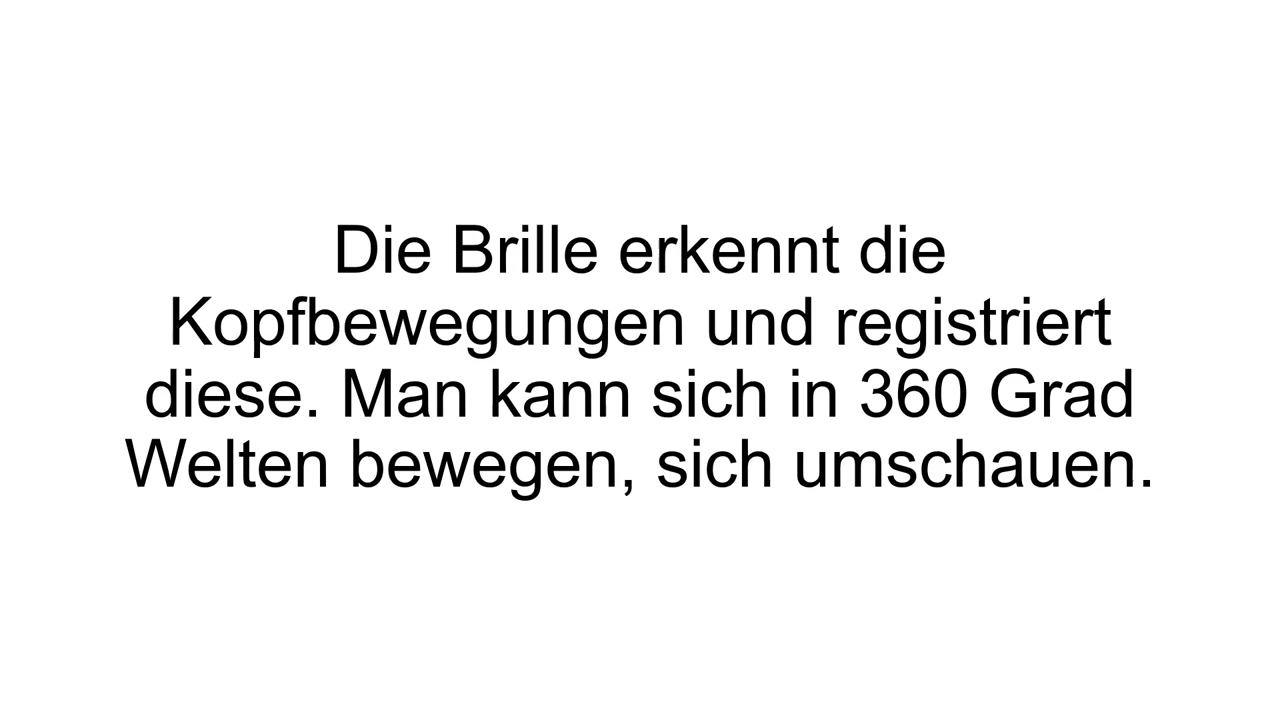 Die Brille erkennt die
Kopfbewegungen und registriert
diese. Man kann sich in 360 Grad
Welten bewegen, sich umschauen.